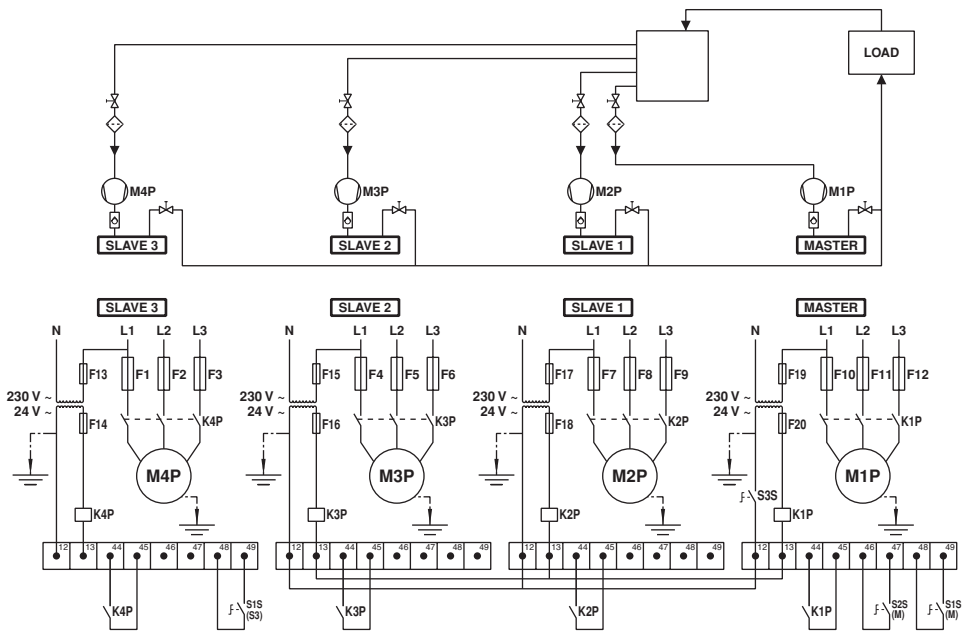 LOAD
M4P M3P M2P M1P
SLAVE 3 SLAVE 2 SLAVE 1 MASTER
SLAVE 3 SLAVE 2 SLAVE 1 MASTER
N L1 L2 L3 N L1 L2 L3 N L1 L2 L3 N L1 L2 L3
F13 F1 F2 F3 F15 F4 F5 F6 F17 F7 F8 F9 F19 F10 F11 F12
230 V ~ 230 V ~ 230 V ~ 230 V ~
24 V ~ 24 V ~ 24 V ~ 24 V ~
F14 K4P F16 K3P F18 K2P F20 K1P
M4P M3P M2P M1P
S3S
K4P K3P K2P K1P
12 13 44 45 46 47 48 49 12 13 44 45 46 47 48 49 12 13 44 45 46 47 48 49 12 13 44 45 46 47 48 49
K4P S1S K3P K2P K1P S2S S1S
(S3) (M) (M)